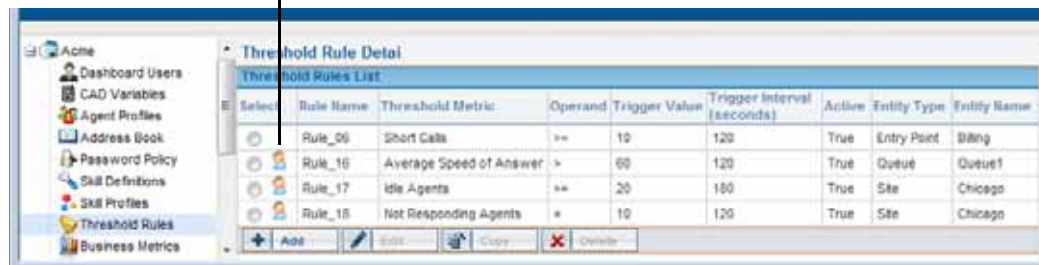 Acme
Dashboard Users
CAD Variables
Agent Profiles
Address Book
Password Policy
Skill Definitions
Skill Profiles
Threshold Rules
Business Metrics
Threshold Rule Detai
Threshold Rules List
Select Rule Name Threshold Metric Operand Trigger Value Trigger Interval (seconds) Active Entity Type Entity Name
Rule_06 Short Calls >= 10 120 True Entry Point Billing
Rule_16 Average Speed of Answer > 60 120 True Queue Queue1
Rule_17 Idle Agents >= 20 180 True Site Chicago
Rule_18 Not Responding Agents = 10 120 True Site Chicago
Add Edit Copy Delete